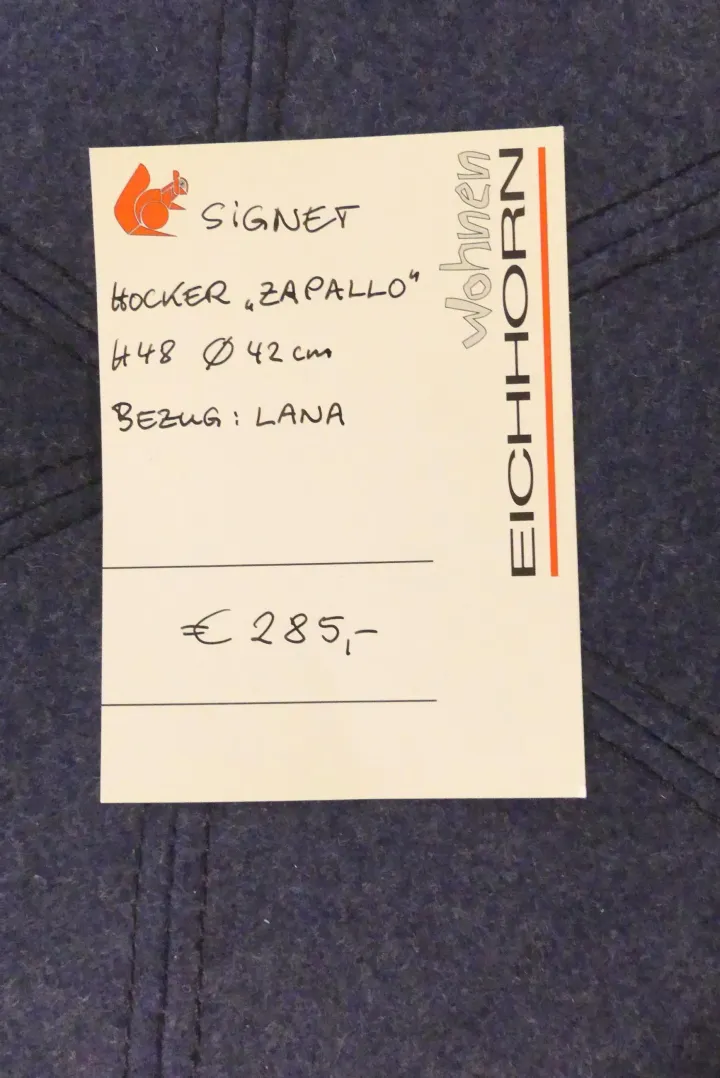 SiGNET
HOCKER „ZAPALLO"
H48 Ø 42 cm
BEZUG: LANA
€ 285,-
Wohnen
EICHHORN